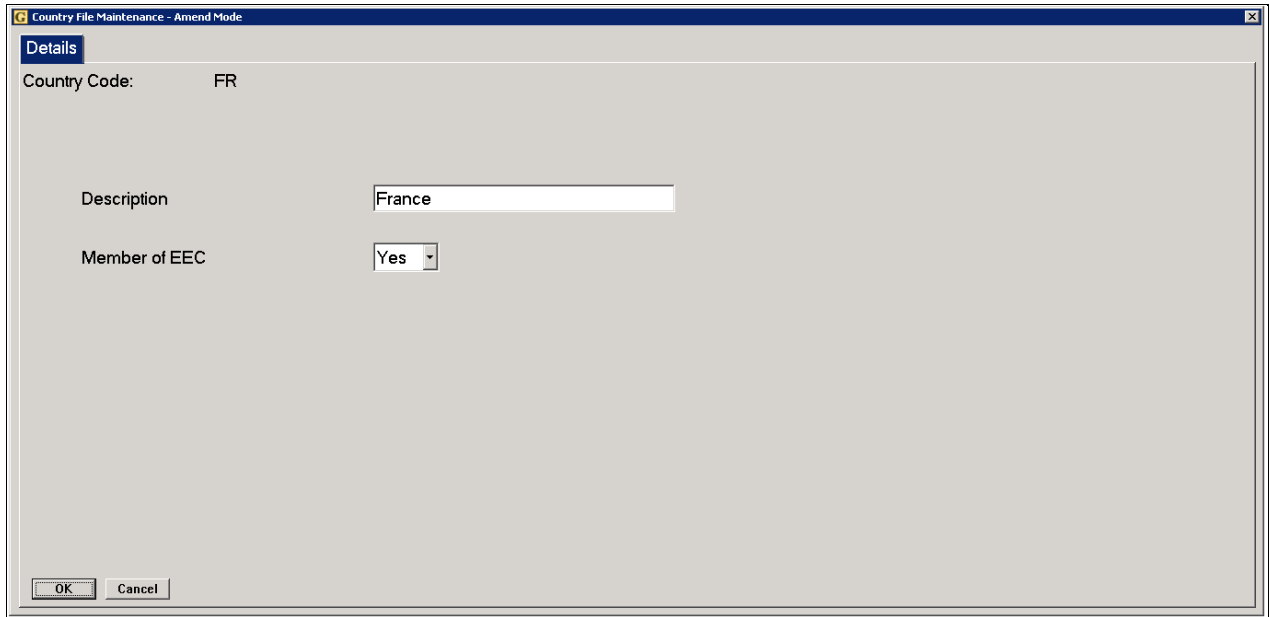 G Country File Maintenance - Amend Mode
Details
Country Code: FR
Description France
Member of EEC Yes
OK Cancel